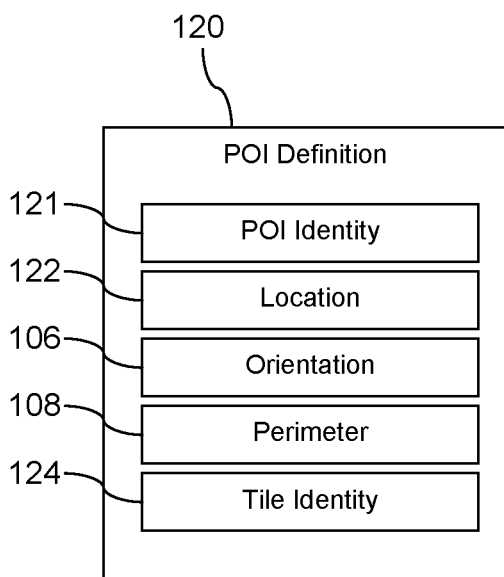 120
POI Definition
121 POI Identity
122 Location
106 Orientation
108 Perimeter
124 Tile Identity